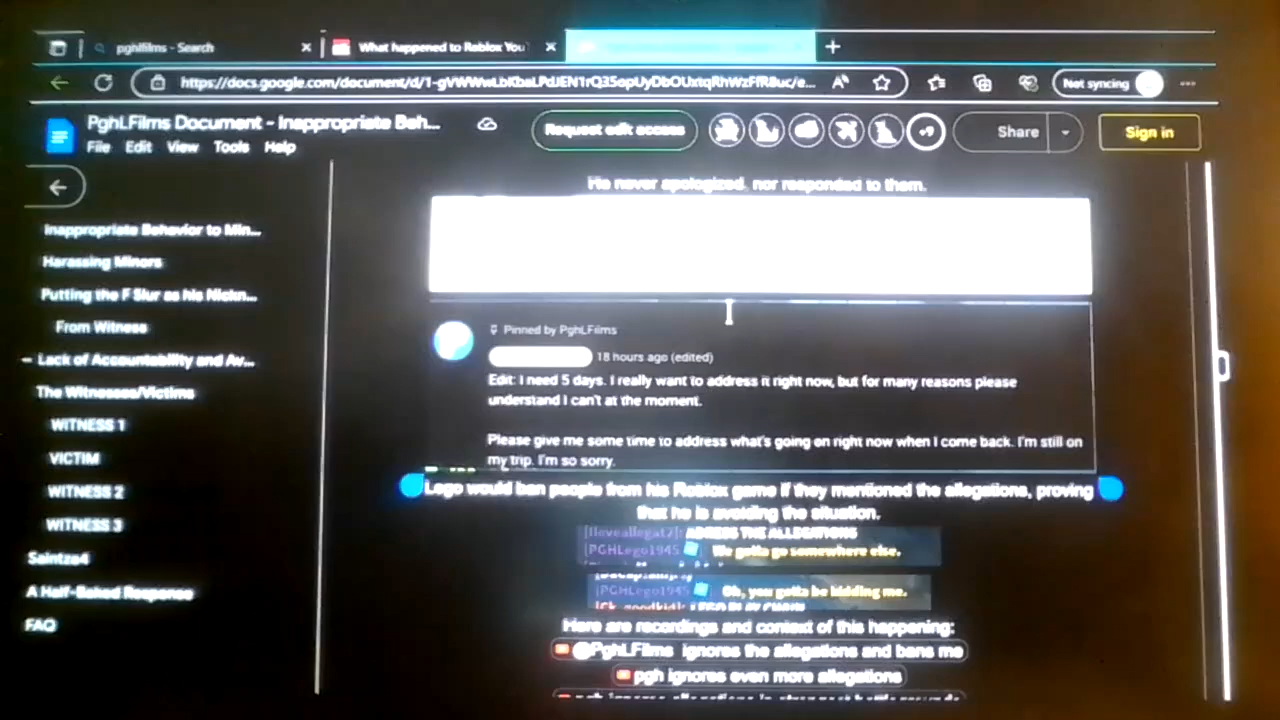 pghlfilms - Search
What happened to Roblox You
https://docs.google.com/document/d/
Not syncing
PghLFilms Document - Inappropriate Beh...
Request edit access
+9
Share
Sign in
File Edit View Tools Help
Inappropriate Behavior to Min...
Harassing Minors
Putting the F Slur as his Nickn...
From Witness
Lack of Accountability and Av...
The Witnesses/Victims
WITNESS 1
VICTIM
WITNESS 2
WITNESS 3
Saintze4
A Half-Baked Response
FAQ
He never apologized, nor responded to them.
Pinned by PghLFilms
18 hours ago (edited)
Edit: I need 5 days. I really want to address it right now, but for many reasons please
understand I can't at the moment.
Please give me some time to address what's going on right now when I come back. I'm still on
my trip. I'm so sorry.
Lego would ban people from his Roblox game if they mentioned the allegations, proving
that he is avoiding the situation.
ADRESS THE ALLEGATIONS
[PGHLego1945 We gotta go somewhere else.
[PGHLego1945 Oh, you gotta be kidding me.
Here are recordings and context of this happening:
@PghLFilms ignores the allegations and bans me
pgh ignores even more allegations